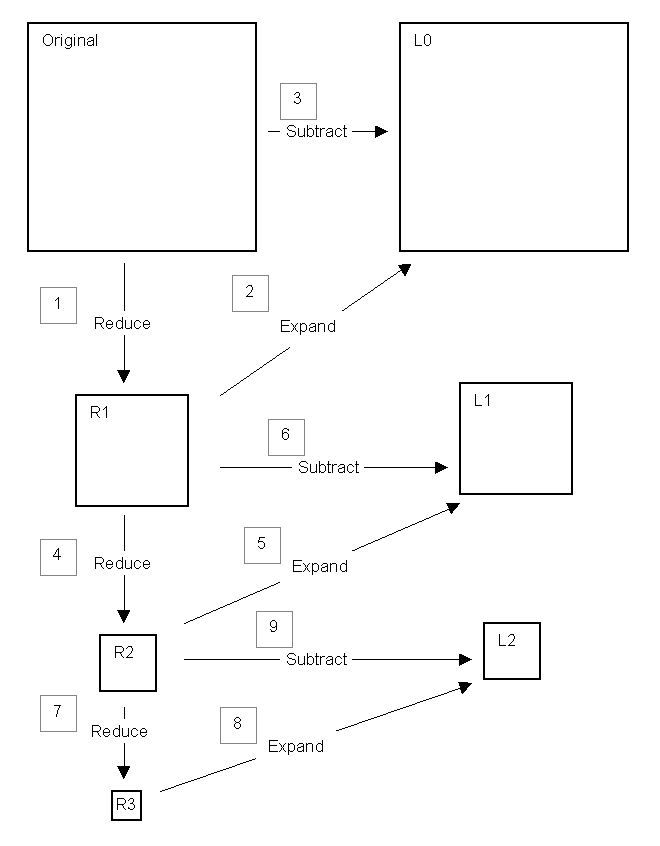 Original
L0
3
Subtract
1
2
Reduce
Expand
R1
L1
6
Subtract
4
5
Reduce
Expand
9
R2
L2
Subtract
7
8
Reduce
Expand
R3